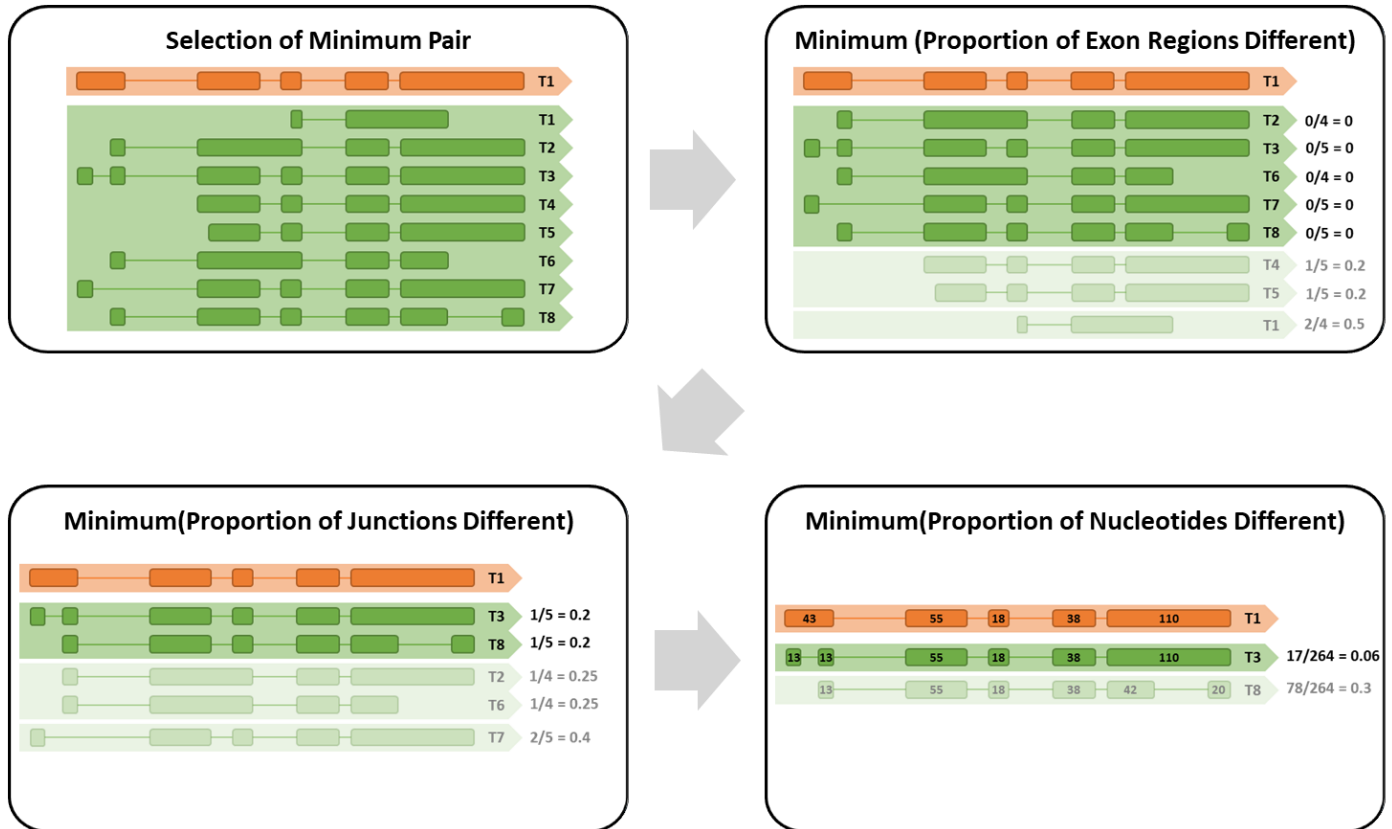 Selection of Minimum Pair
T1
T1
T2
T3
T4
T5
T6
T7
T8
Minimum (Proportion of Exon Regions Different)
T1
T2 0/4 = 0
T3 0/5 = 0
T6 0/4 = 0
T7 0/5 = 0
T8 0/5 = 0
T4 1/5 = 0.2
T5 1/5 = 0.2
T1 2/4 = 0.5
Minimum(Proportion of Junctions Different)
T1
T3 1/5 = 0.2
T8 1/5 = 0.2
T2 1/4 = 0.25
T6 1/4 = 0.25
T7 2/5 = 0.4
Minimum(Proportion of Nucleotides Different)
43 55 18 38 110 T1
13 13 55 18 38 110 T3 17/264 = 0.06
13 55 18 38 42 20 T8 78/264 = 0.3